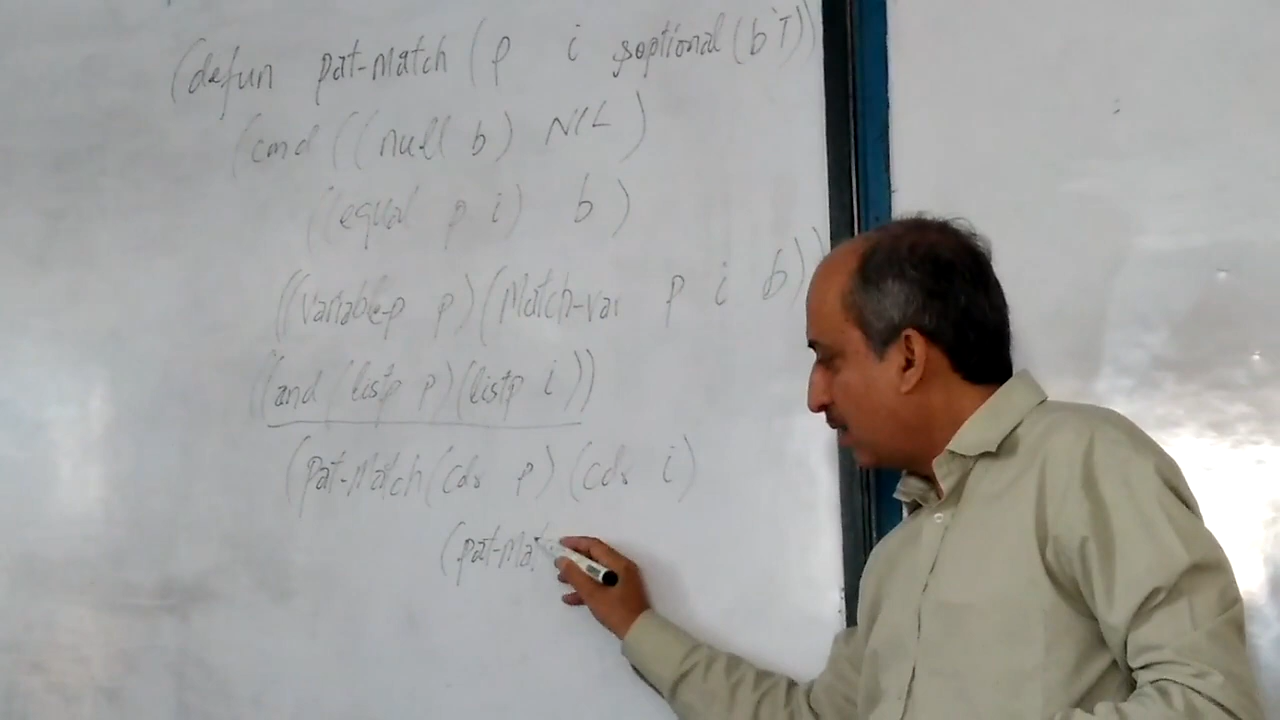 (defun pat-match (p i &optional (b T))
(cond ((null b) NIL)
((equal p i) b)
((variable-p p) (Match-var p i b))
((and (listp p) (listp i))
(pat-Match (cdr p) (cdr i)
(pat-Mat